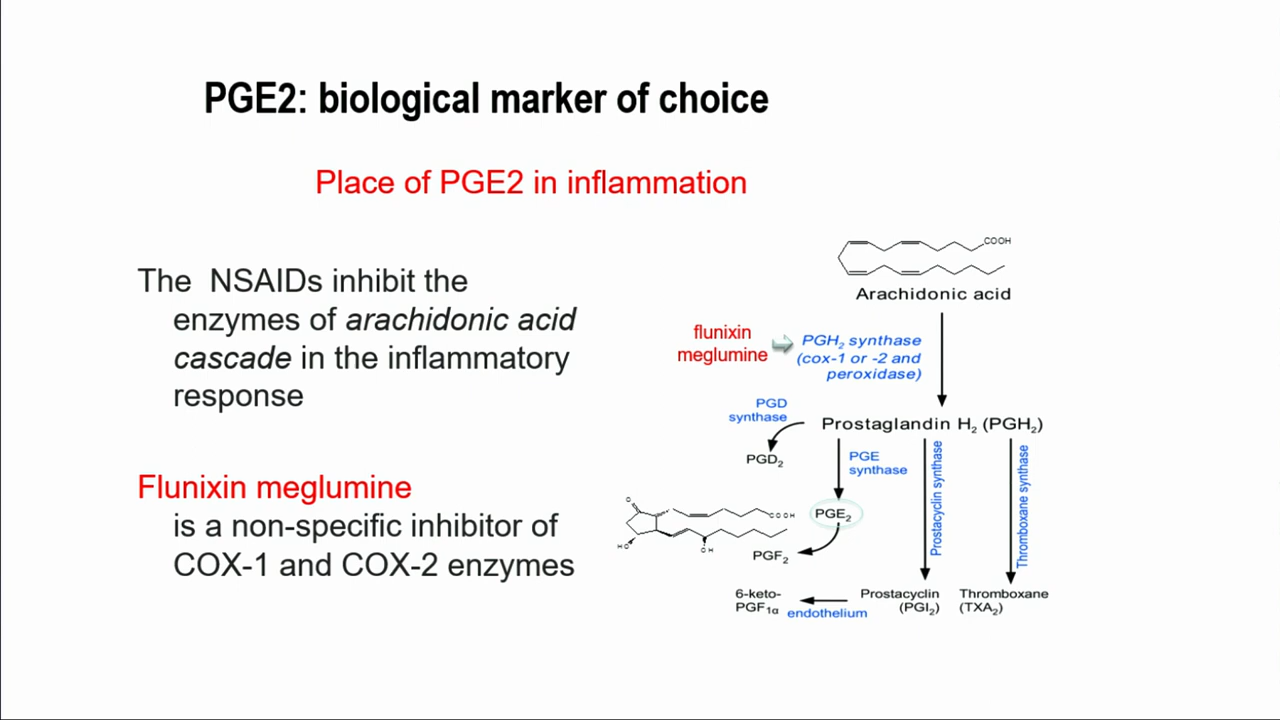 PGE2: biological marker of choice
Place of PGE2 in inflammation
The NSAIDs inhibit the
enzymes of arachidonic acid
cascade in the inflammatory
response
Flunixin meglumine
is a non-specific inhibitor of
COX-1 and COX-2 enzymes
COOH
Arachidonic acid
flunixin
meglumine
PGH₂ synthase
(cox-1 or -2 and
peroxidase)
PGD
synthase
Prostaglandin H₂ (PGH₂)
PGD₂
PGE
synthase
Prostacyclin synthase
Thromboxane synthase
O
COOH
HO
OH
PGE₂
PGF₂
6-keto-
PGF₁α
endothelium
Prostacyclin
(PGI₂)
Thromboxane
(TXA₂)